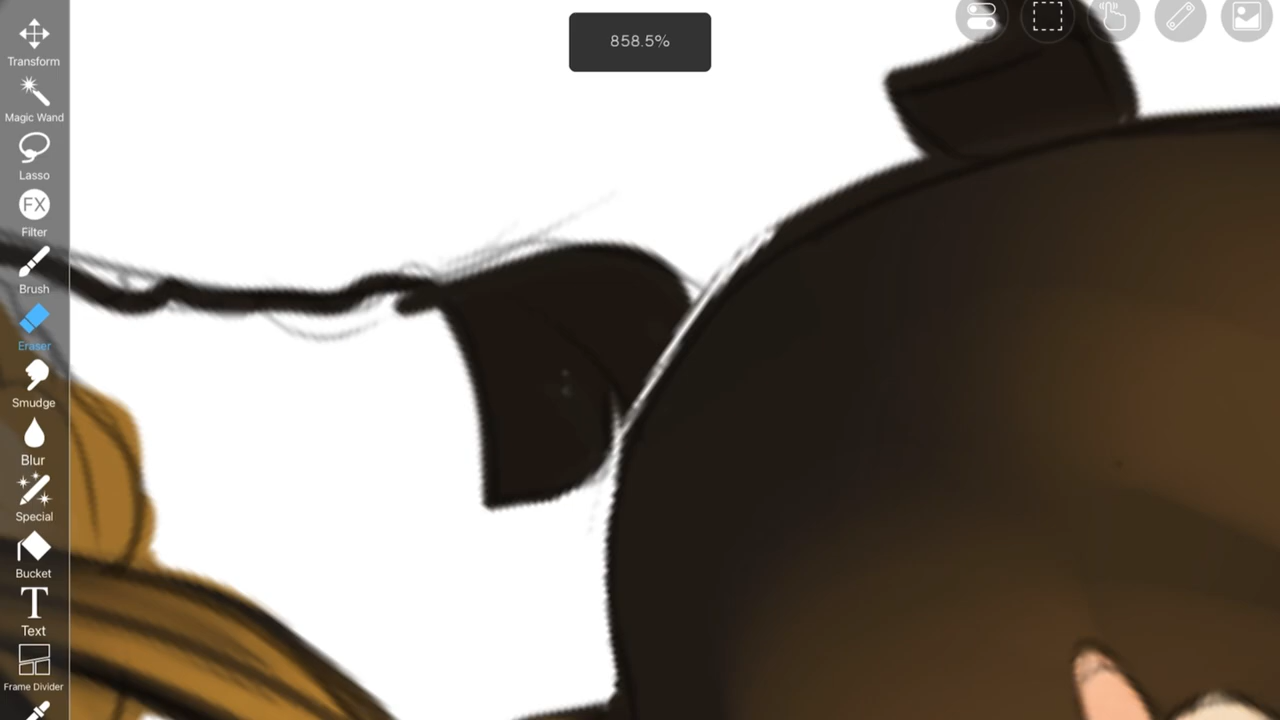 858.5%
Transform
Magic Wand
Lasso
FX
Filter
Brush
Eraser
Smudge
Blur
Special
Bucket
T
Text
Frame Divider